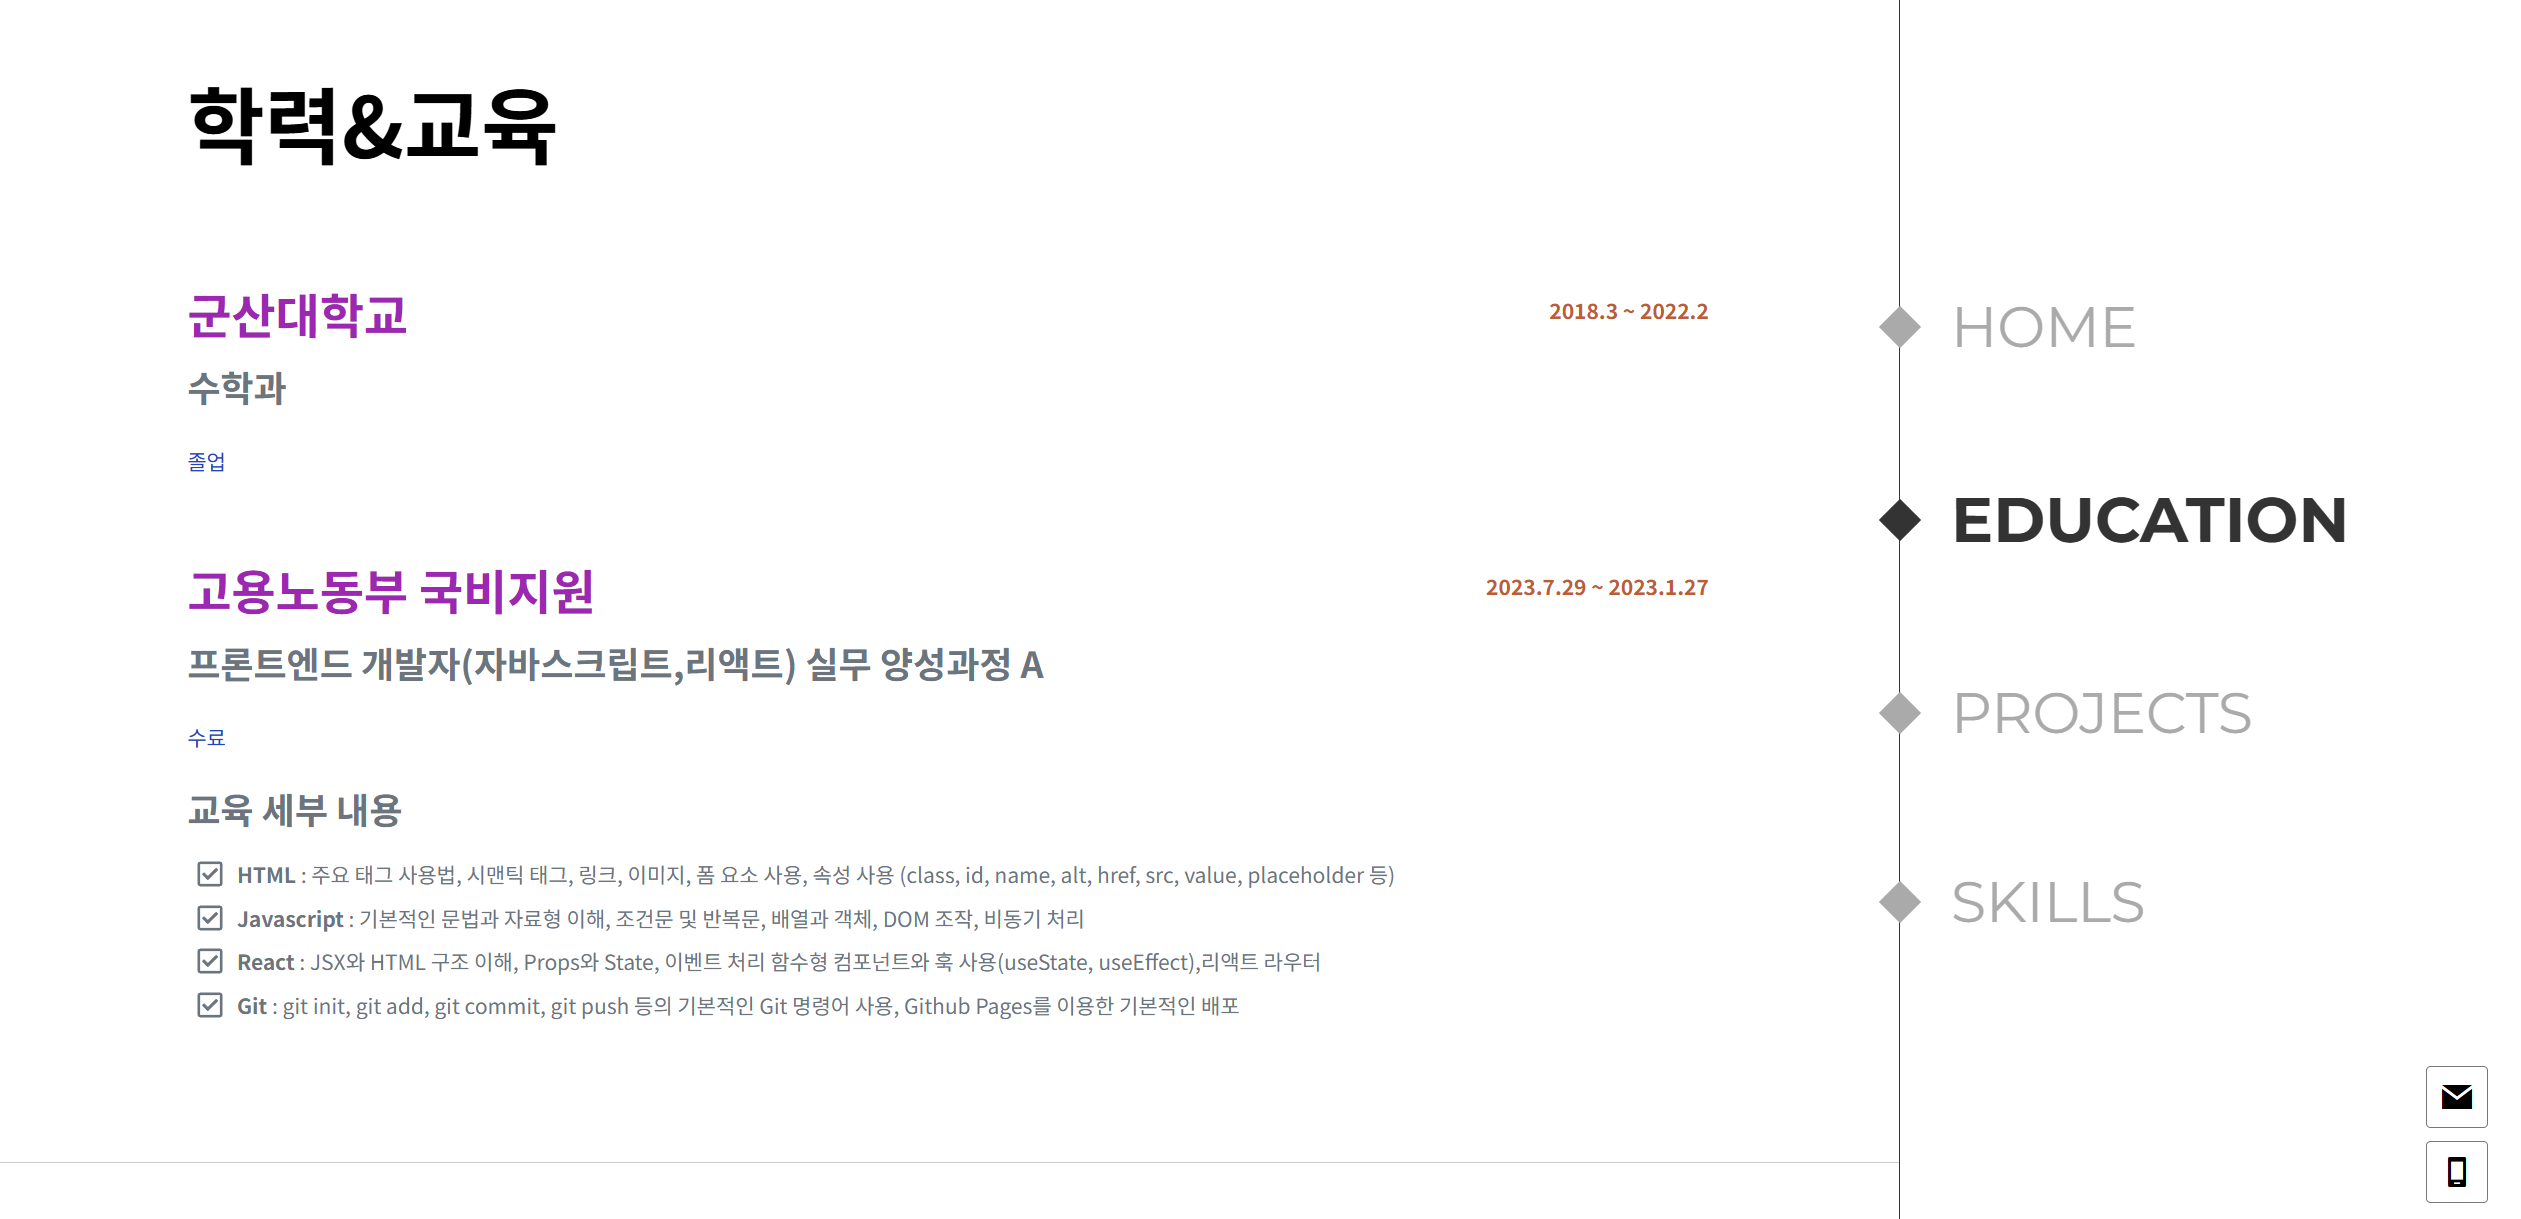 학력&교육
군산대학교
2018.3 ~ 2022.2
수학과
졸업
고용노동부 국비지원
2023.7.29 ~ 2023.1.27
프론트엔드 개발자(자바스크립트,리액트) 실무 양성과정 A
수료
교육 세부 내용
HTML : 주요 태그 사용법, 시맨틱 태그, 링크, 이미지, 폼 요소 사용, 속성 사용 (class, id, name, alt, href, src, value, placeholder 등)
Javascript : 기본적인 문법과 자료형 이해, 조건문 및 반복문, 배열과 객체, DOM 조작, 비동기 처리
React : JSX와 HTML 구조 이해, Props와 State, 이벤트 처리 함수형 컴포넌트와 훅 사용(useState, useEffect),리액트 라우터
Git : git init, git add, git commit, git push 등의 기본적인 Git 명령어 사용, Github Pages를 이용한 기본적인 배포
HOME
EDUCATION
PROJECTS
SKILLS